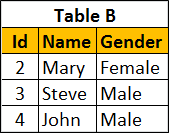 Table B
Id Name Gender
2 Mary Female
3 Steve Male
4 John Male